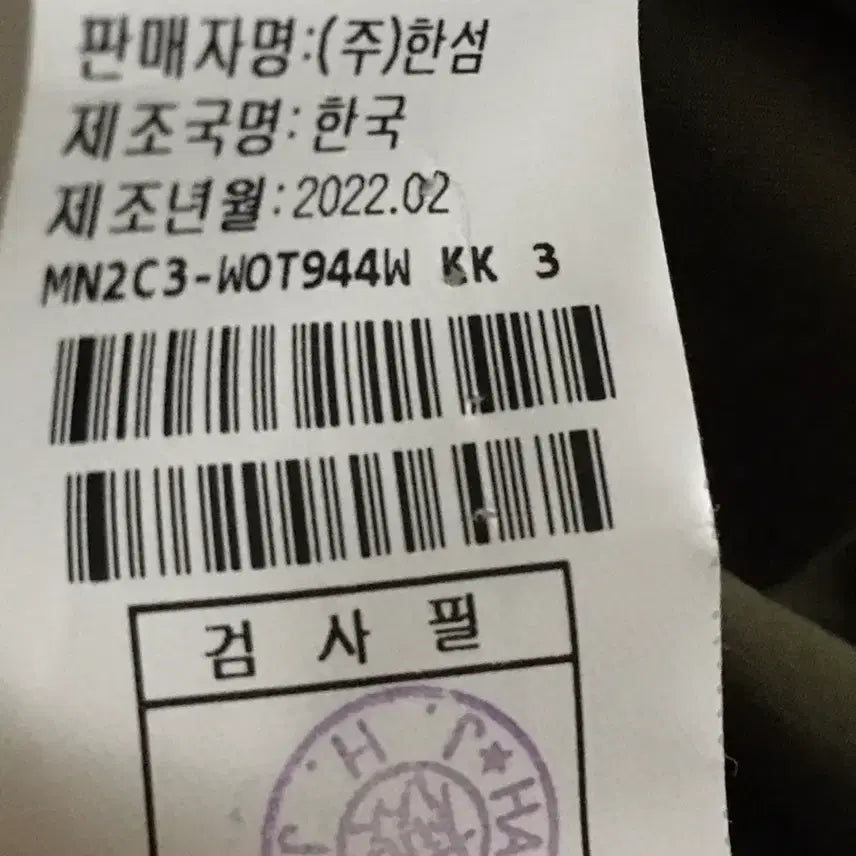 판매자명:(주)한섬
제조국명:한국
제조년월:2022.02
MN2C3-WOT944W KK 3
검 사 필
J.H.
J
★HA